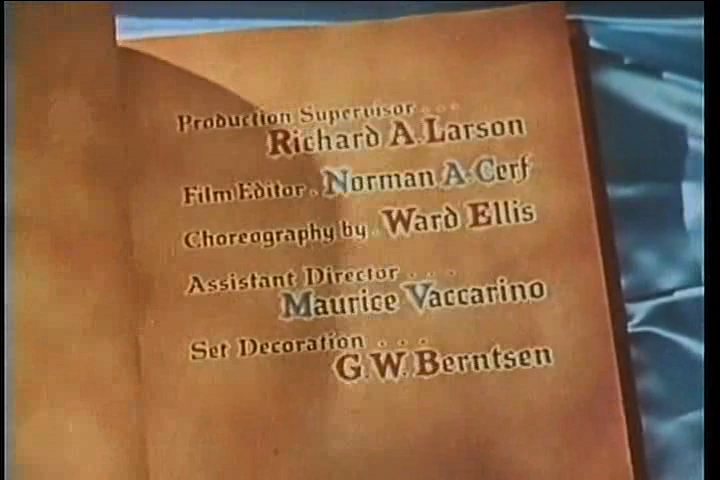 Production Supervisor . . .
Richard A. Larson
Film Editor . Norman A. Cerf
Choreography by . Ward Ellis
Assistant Director . . .
Maurice Vaccarino
Set Decoration . . .
G.W. Berntsen